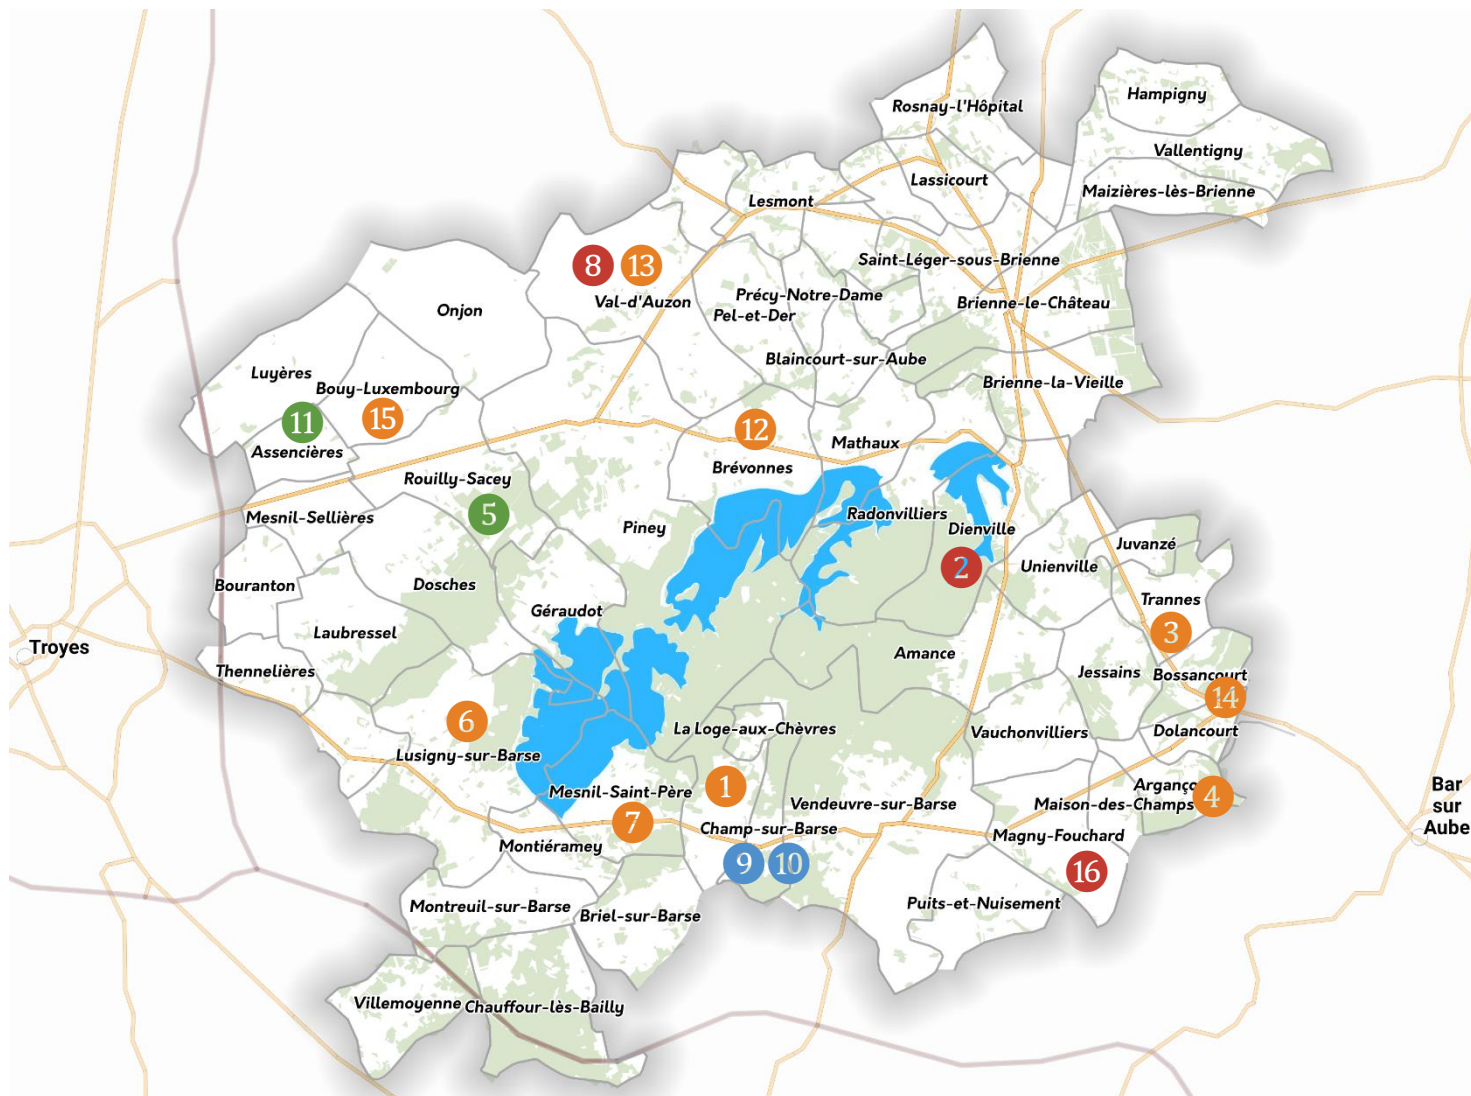 Hampigny
Rosnay-l'Hôpital
Vallentigny
Lassicourt
Maizières-lès-Brienne
Lesmont
8
13
Saint-Léger-sous-Brienne
Val-d'Auzon
Précy-Notre-Dame
Brienne-le-Château
Onjon
Pel-et-Der
Blaincourt-sur-Aube
Luyères
Bouy-Luxembourg
Brienne-la-Vieille
11
15
12
Assencières
Mathaux
Brévonnes
Rouilly-Sacey
5
Mesnil-Sellières
Piney
Radonvilliers
Dienville
Juvanzé
2
Unienville
Bouranton
Dosches
Géraudot
Trannes
3
Laubressel
Troyes
Amance
Thennelières
Jessains
Bossancourt
14
6
La Loge-aux-Chèvres
Vauchonvilliers
Dolancourt
Lusigny-sur-Barse
1
Mesnil-Saint-Père
Arganço
4
Bar
sur
Aube
Vendeuvre-sur-Barse
Maison-des-Champs
7
Champ-sur-Barse
Magny-Fouchard
Montiéramey
9
10
16
Montreuil-sur-Barse
Briel-sur-Barse
Puits-et-Nuisement
Villemoyenne
Chauffour-lès-Bailly